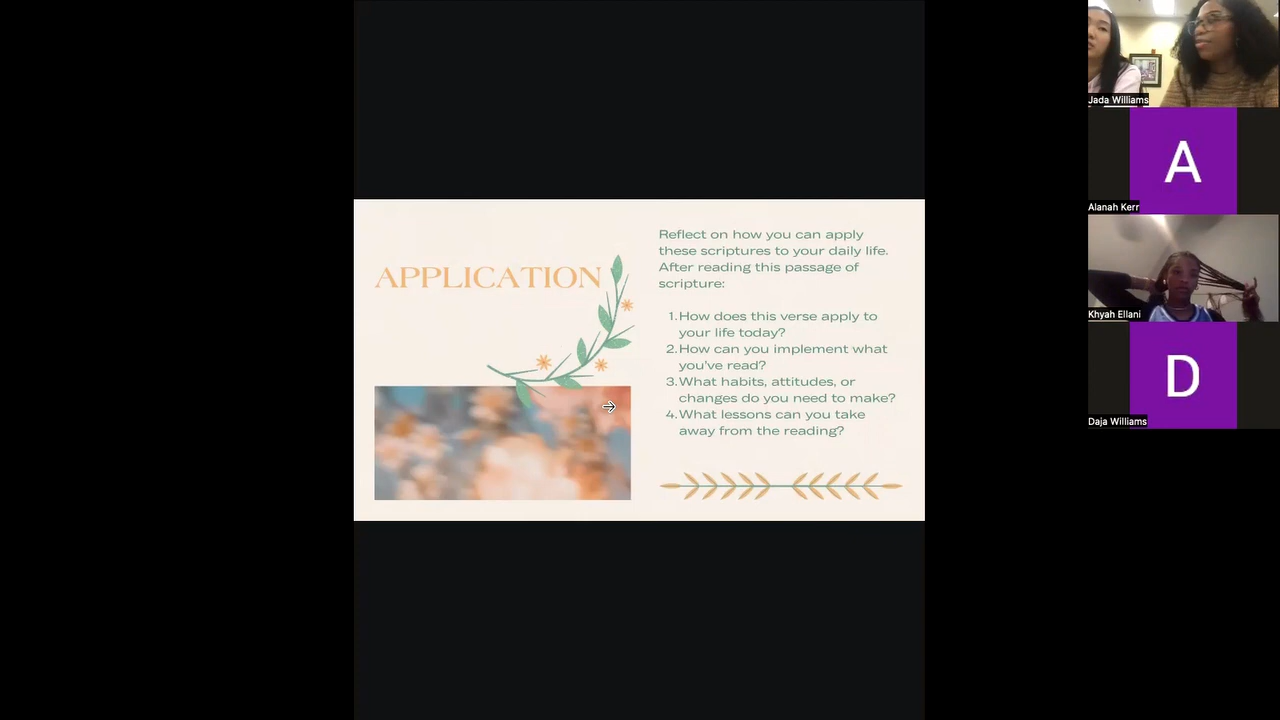 APPLICATION
Reflect on how you can apply
these scriptures to your daily life.
After reading this passage of
scripture:
1. How does this verse apply to
your life today?
2. How can you implement what
you've read?
3. What habits, attitudes, or
changes do you need to make?
4. What lessons can you take
away from the reading?
Jada Williams
A
Alanah Kerr
Khyah Ellani
D
Daja Williams